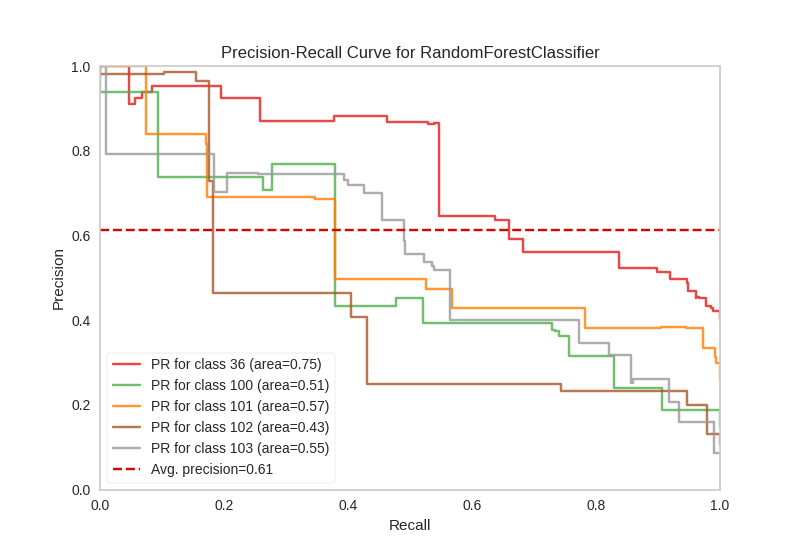 Precision-Recall Curve for RandomForestClassifier
1.0
0.8
0.6
0.4
0.2
0.0
Precision
PR for class 36 (area=0.75)
PR for class 100 (area=0.51)
PR for class 101 (area=0.57)
PR for class 102 (area=0.43)
PR for class 103 (area=0.55)
Avg. precision=0.61
0.0 0.2 0.4 0.6 0.8 1.0
Recall